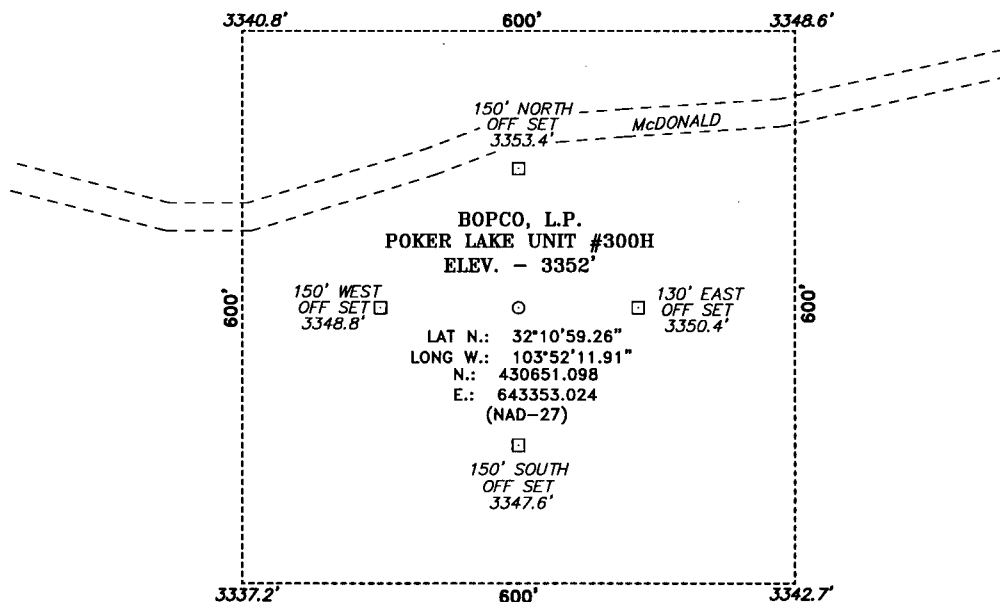 3340.8' 600' 3348.6'
150' NORTH
OFF SET
3353.4'
McDONALD
BOPCO, L.P.
POKER LAKE UNIT #300H
ELEV. - 3352'
600'
150' WEST
OFF SET
3348.8'
130' EAST
OFF SET
3350.4'
600'
LAT N.: 32°10'59.26"
LONG W.: 103°52'11.91"
N.: 430651.098
E.: 643353.024
(NAD-27)
150' SOUTH
OFF SET
3347.6'
3337.2' 600' 3342.7'